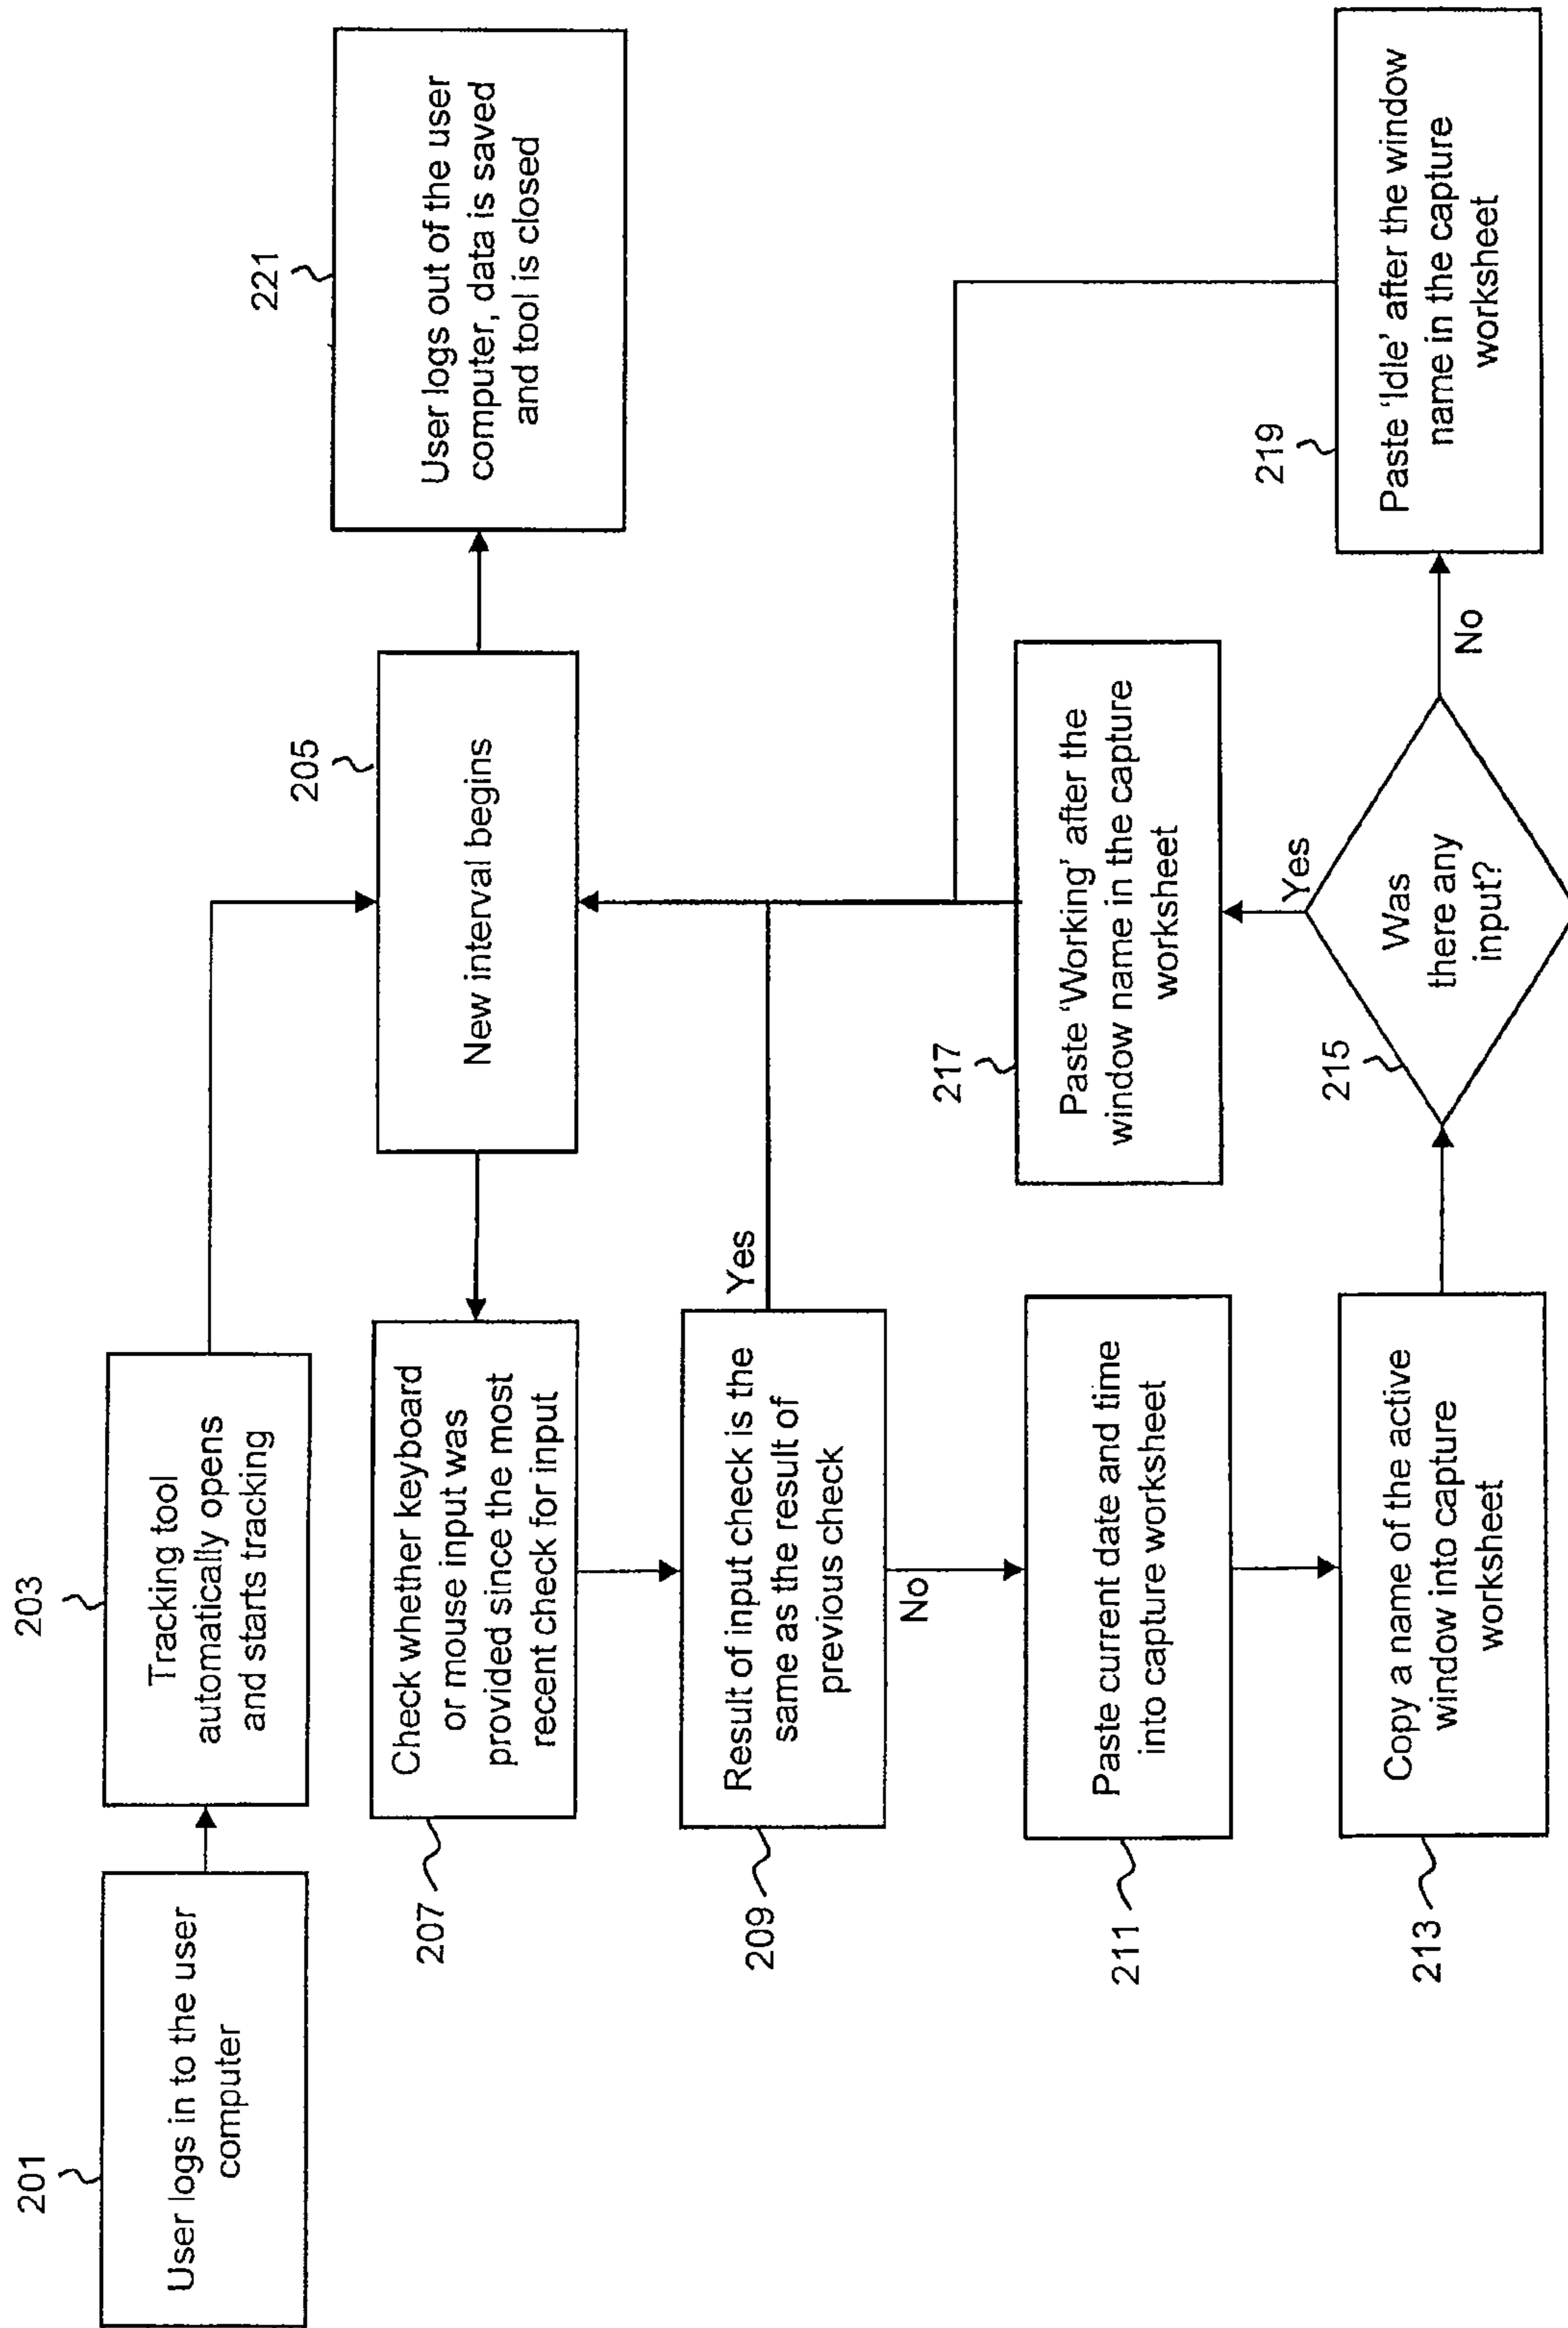 201
User logs in to the user
computer
203
Tracking tool
automatically opens
and starts tracking
205
New interval begins
221
User logs out of the user
computer, data is saved
and tool is closed
207
Check whether keyboard
or mouse input was
provided since the most
recent check for input
209
Result of input check is the
same as the result of
previous check
Yes
No
211
Paste current date and time
into capture worksheet
213
Copy a name of the active
window into capture
worksheet
215
Was
there any
input?
Yes
No
217
Paste ‘Working’ after the
window name in the capture
worksheet
219
Paste ‘Idle’ after the window
name in the capture
worksheet